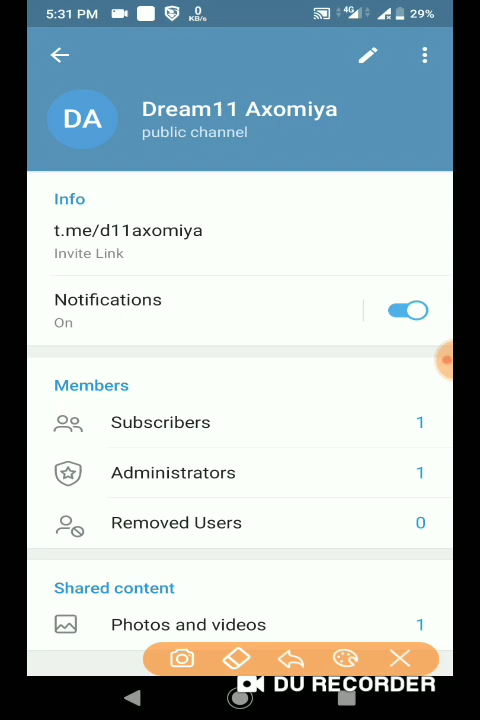 5:31 PM 0 KB/s 4G 29%
DA
Dream11 Axomiya
public channel
Info
t.me/d11axomiya
Invite Link
Notifications
On
Members
Subscribers 1
Administrators 1
Removed Users 0
Shared content
Photos and videos 1
DU RECORDER